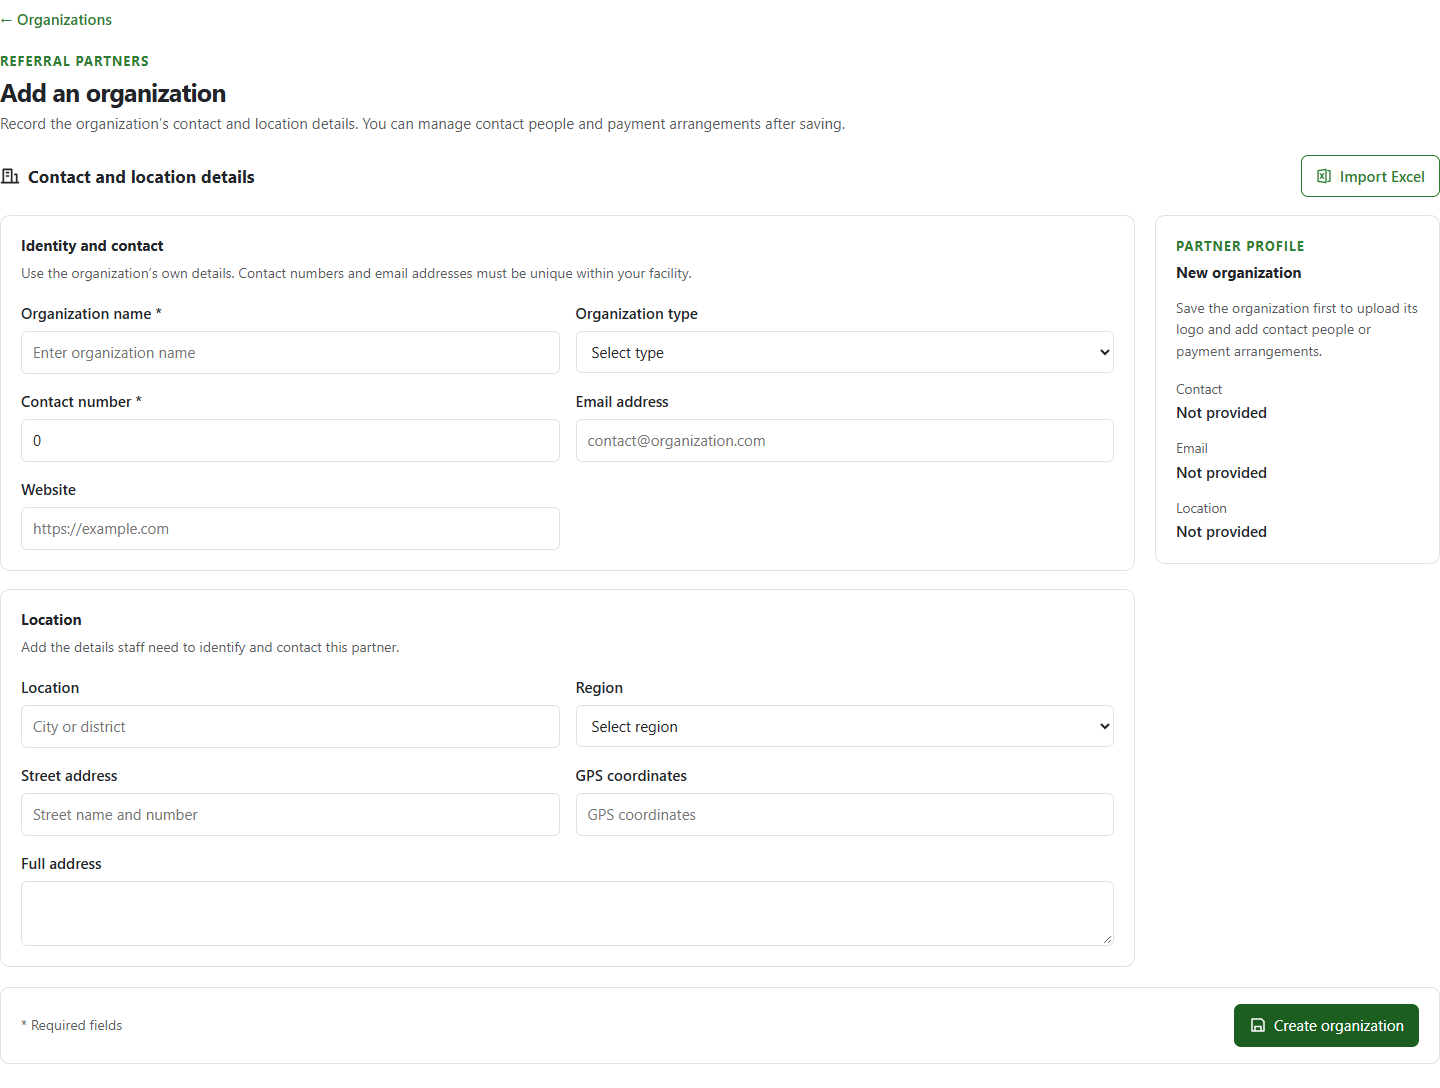 ← Organizations
REFERRAL PARTNERS
Add an organization
Record the organization's contact and location details. You can manage contact people and payment arrangements after saving.
Contact and location details
Import Excel
Identity and contact
Use the organization's own details. Contact numbers and email addresses must be unique within your facility.
Organization name *
Organization type
Enter organization name
Select type
Contact number *
Email address
0
contact@organization.com
Website
https://example.com
PARTNER PROFILE
New organization
Save the organization first to upload its
logo and add contact people or
payment arrangements.
Contact
Not provided
Email
Not provided
Location
Not provided
Location
Add the details staff need to identify and contact this partner.
Location
Region
City or district
Select region
Street address
GPS coordinates
Street name and number
GPS coordinates
Full address
* Required fields
Create organization